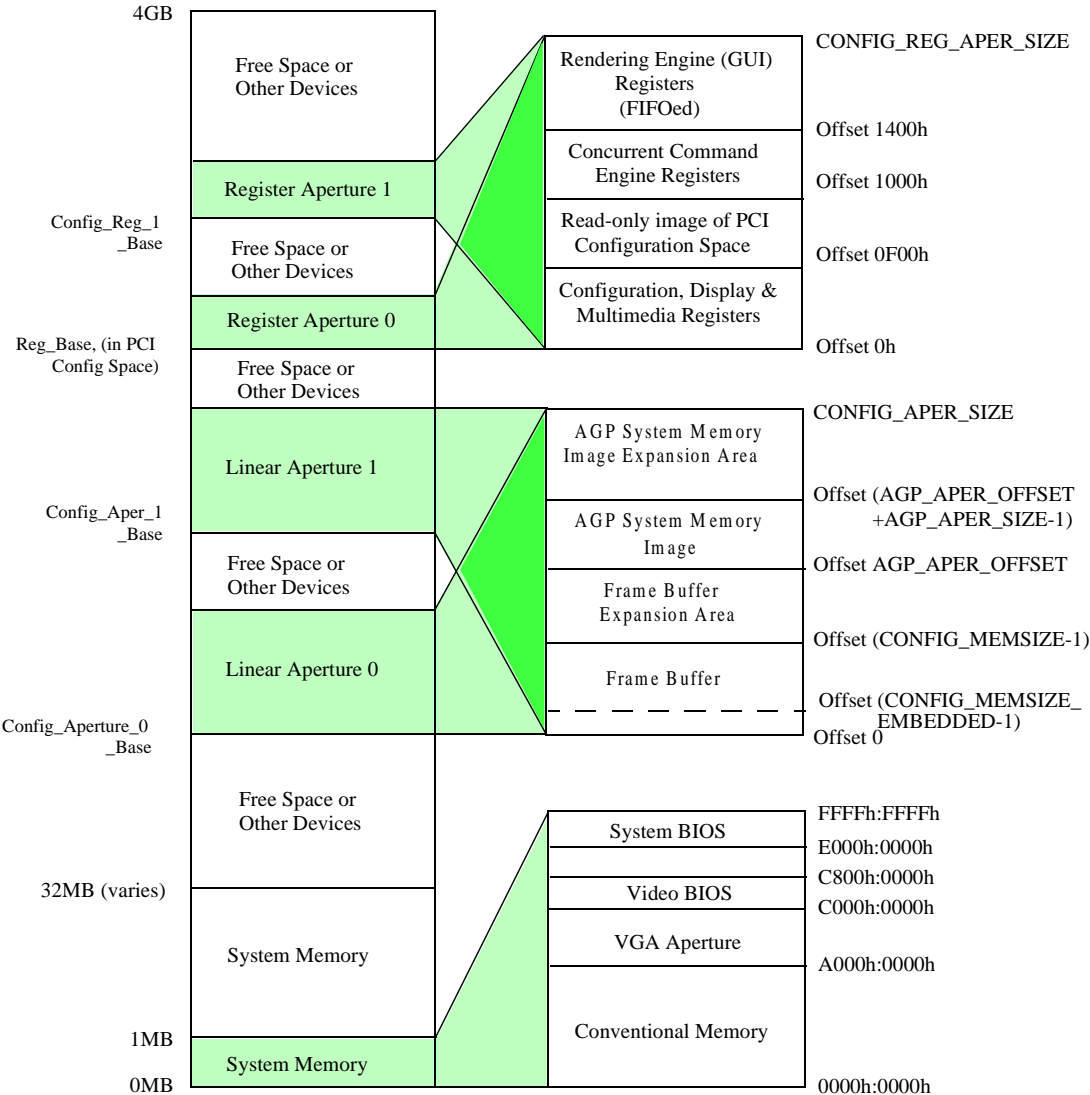 4GB
Free Space or
Other Devices
Register Aperture 1
Config_Reg_1
_Base
Free Space or
Other Devices
Register Aperture 0
Reg_Base, (in PCI
Config Space)
Free Space or
Other Devices
Linear Aperture 1
Config_Aper_1
_Base
Free Space or
Other Devices
Linear Aperture 0
Config_Aperture_0
_Base
Free Space or
Other Devices
32MB (varies)
System Memory
1MB
System Memory
0MB
Rendering Engine (GUI)
Registers
(FIFOed)
Concurrent Command
Engine Registers
Read-only image of PCI
Configuration Space
Configuration, Display &
Multimedia Registers
CONFIG_REG_APER_SIZE
Offset 1400h
Offset 1000h
Offset 0F00h
Offset 0h
AGP System Memory
Image Expansion Area
AGP System Memory
Image
Frame Buffer
Expansion Area
Frame Buffer
CONFIG_APER_SIZE
Offset (AGP_APER_OFFSET
+AGP_APER_SIZE-1)
Offset AGP_APER_OFFSET
Offset (CONFIG_MEMSIZE-1)
Offset (CONFIG_MEMSIZE_
EMBEDDED-1)
Offset 0
System BIOS
Video BIOS
VGA Aperture
Conventional Memory
FFFFh:FFFFh
E000h:0000h
C800h:0000h
C000h:0000h
A000h:0000h
0000h:0000h